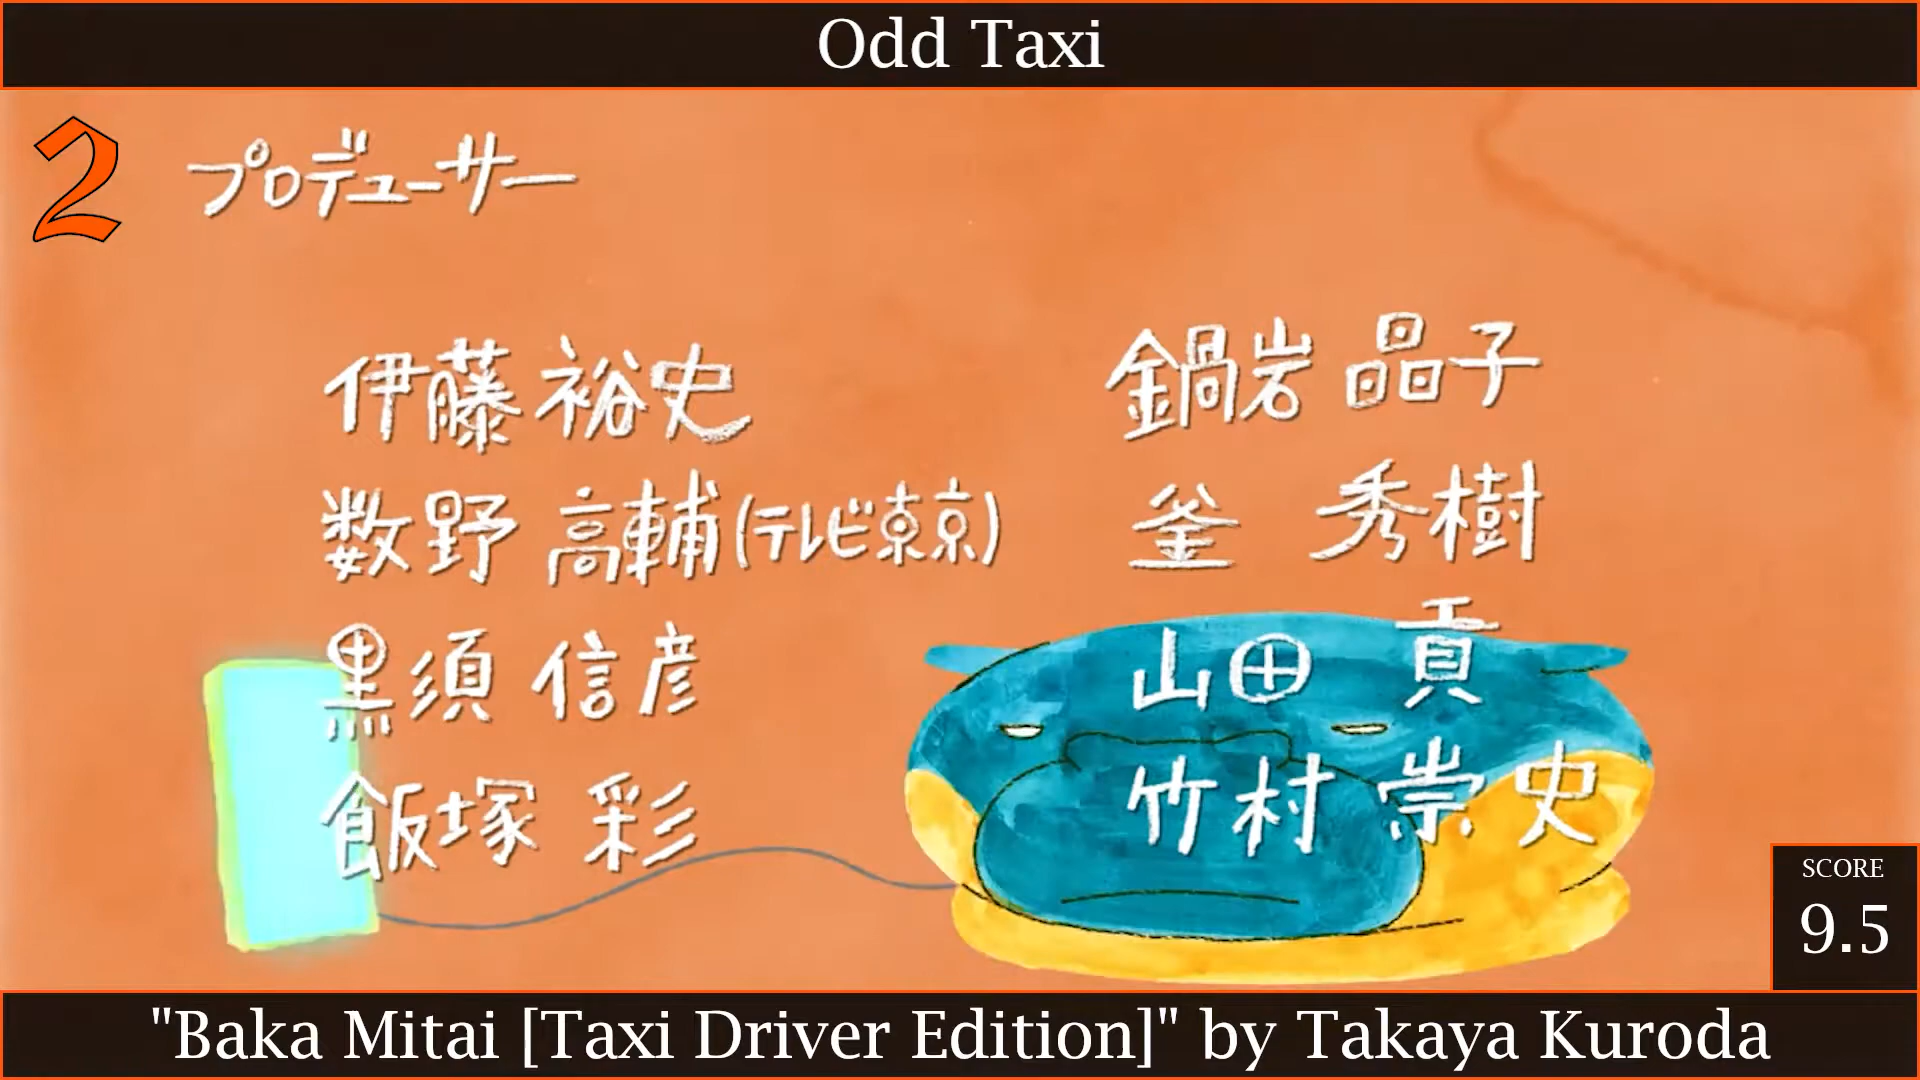 Odd Taxi
2
プロデューサー
伊藤 裕史
鍋岩 晶子
数野 高輔(テレビ東京)
釜 秀樹
黒須 信彦
山田 貢
飯塚 彩
竹村 崇史
SCORE
9.5
"Baka Mitai [Taxi Driver Edition]" by Takaya Kuroda